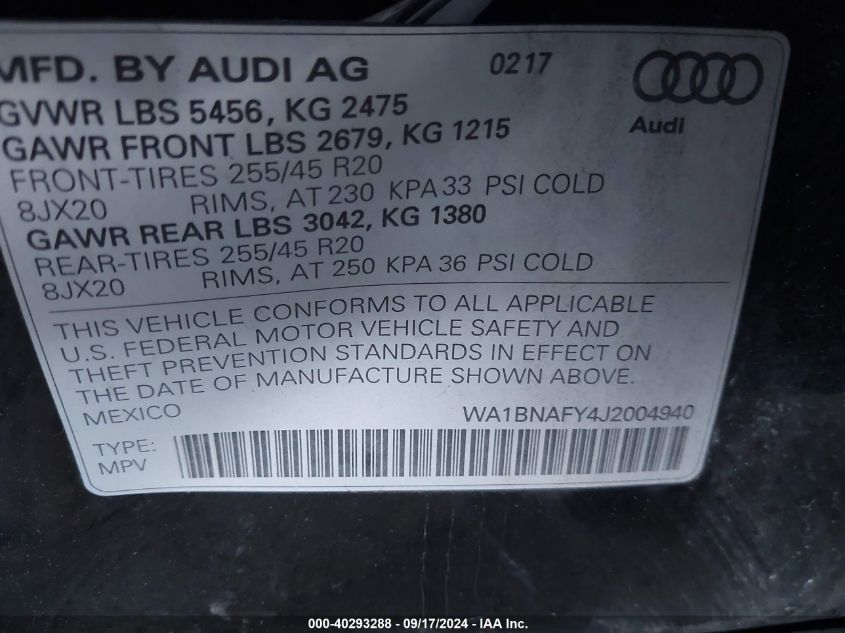 MFD. BY AUDI AG 0217
Audi
GVWR LBS 5456, KG 2475
GAWR FRONT LBS 2679, KG 1215
FRONT-TIRES 255/45 R20
8JX20 RIMS, AT 230 KPA 33 PSI COLD
GAWR REAR LBS 3042, KG 1380
REAR-TIRES 255/45 R20
8JX20 RIMS, AT 250 KPA 36 PSI COLD
THIS VEHICLE CONFORMS TO ALL APPLICABLE
U.S. FEDERAL MOTOR VEHICLE SAFETY AND
THEFT PREVENTION STANDARDS IN EFFECT ON
THE DATE OF MANUFACTURE SHOWN ABOVE.
MEXICO WA1BNAFY4J2004940
TYPE:
MPV
000-40293288 - 09/17/2024 - IAA Inc.